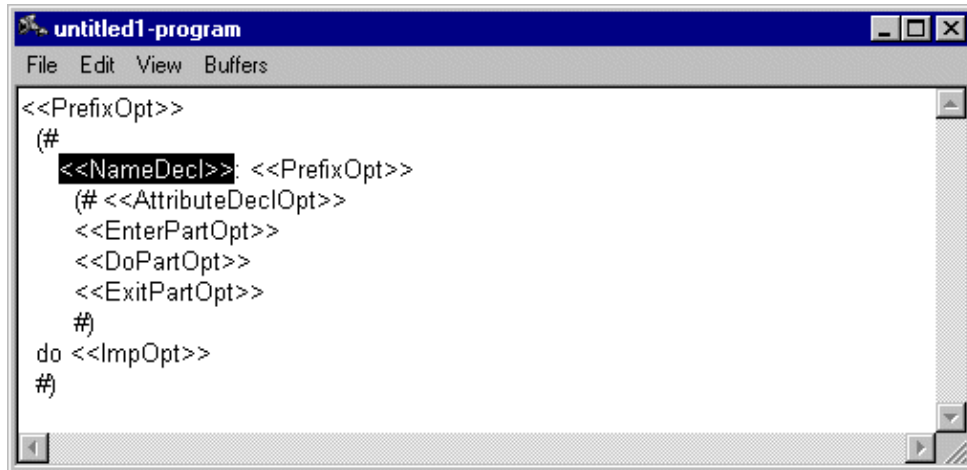 untitled1-program
File Edit View Buffers
<<PrefixOpt>>
(#
<<NameDecl>>: <<PrefixOpt>>
(# <<AttributeDeclOpt>>
<<EnterPartOpt>>
<<DoPartOpt>>
<<ExitPartOpt>>
#)
do <<ImpOpt>>
#)